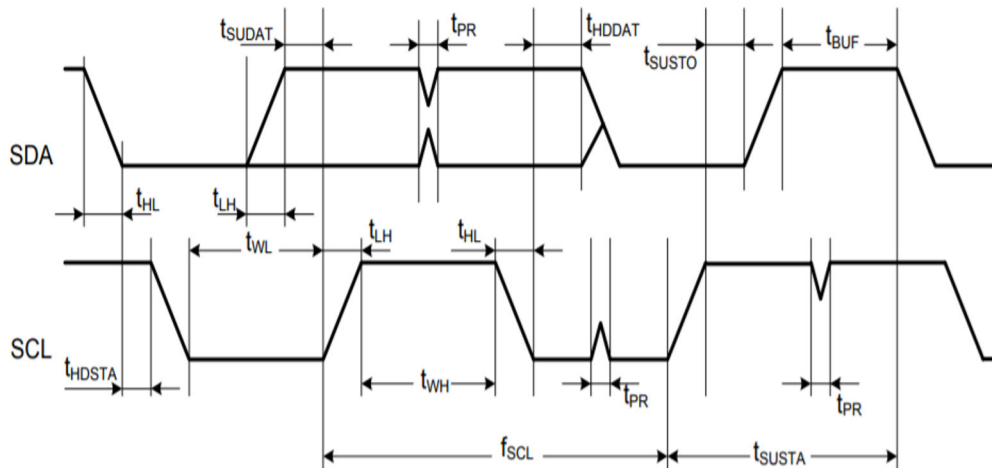 tSUDAT
tPR
tHDDAT
tSUSTO
tBUF
SDA
tHL
tLH
tWL
tLH
tHL
SCL
tHDSTA
tWH
tPR
tPR
fSCL
tSUSTA